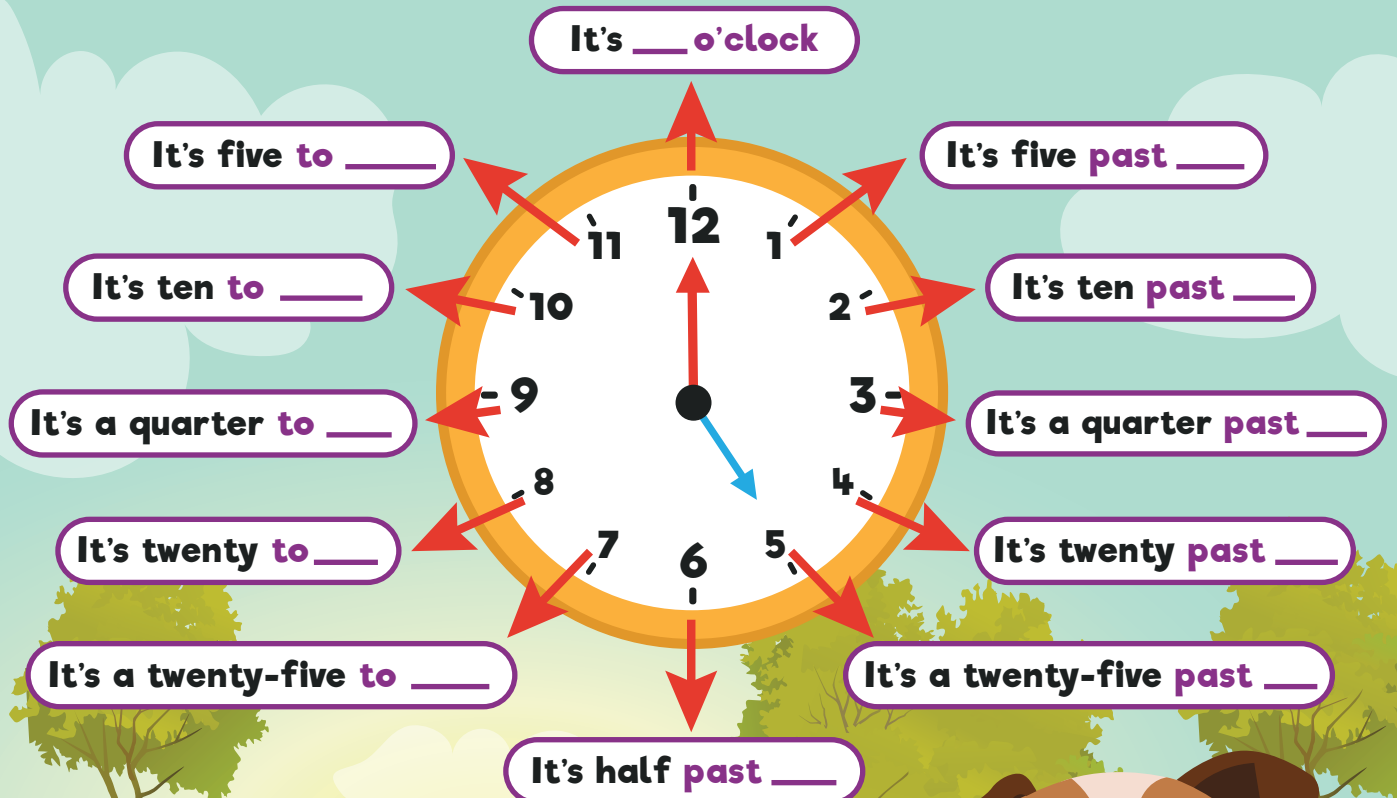 It's ___ o'clock
It's five to ___
It's five past ___
It's ten to ___
It's ten past ___
It's a quarter to ___
It's a quarter past ___
It's twenty to ___
It's twenty past ___
It's a twenty-five to ___
It's a twenty-five past ___
It's half past ___
12
1
2
3
4
5
6
7
8
9
10
11